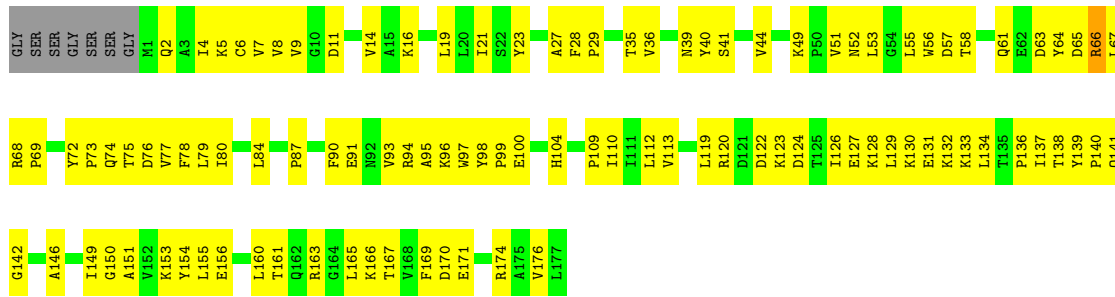 GLY SER SER GLY SER SER GLY M1 Q2 A3 I4 K5 C6 V7 V8 V9 G10 D11 V14 A15 K16 L19 L20 I21 S22 Y23 A27 F28 P29 T35 V36 N39 Y40 S41 V44 K49 P50 V51 N52 L53 G54 L55 W56 D57 T58 Q61 E62 D63 Y64 D65 R66 L67
R68 P69 Y72 P73 Q74 T75 D76 V77 F78 L79 I80 L84 P87 F90 E91 N92 V93 R94 A95 K96 W97 Y98 P99 E100 H104 P109 I110 I111 L112 V113 L119 R120 D121 D122 K123 D124 T125 I126 E127 K128 L129 K130 E131 K132 K133 L134 T135 P136 I137 T138 Y139 P140 Q141
G142 A146 I149 G150 A151 V152 K153 Y154 L155 E156 L160 T161 Q162 R163 G164 L165 K166 T167 V168 F169 D170 E171 R174 A175 V176 L177